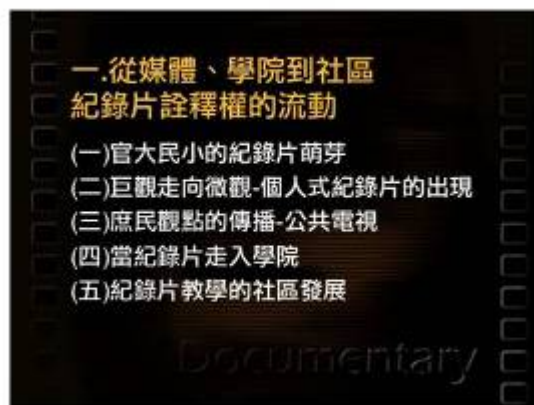 一.從媒體、學院到社區
紀錄片詮釋權的流動
(一)官大民小的紀錄片萌芽
(二)巨觀走向微觀-個人式紀錄片的出現
(三)庶民觀點的傳播-公共電視
(四)當紀錄片走入學院
(五)紀錄片教學的社區發展
Documentary